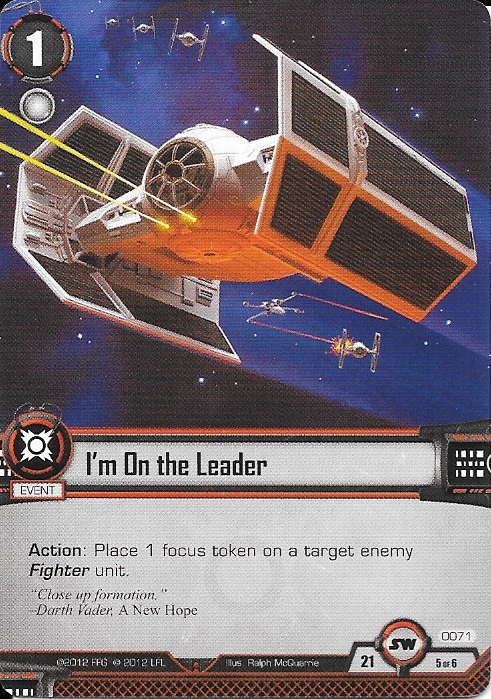 1
I'm On the Leader
EVENT
Action: Place 1 focus token on a target enemy
Fighter unit.
"Close up formation."
–Darth Vader, A New Hope
©2012 FFG © 2012 LFL
Illus. Ralph McQuarrie
21
SW
5 OF 6
0071